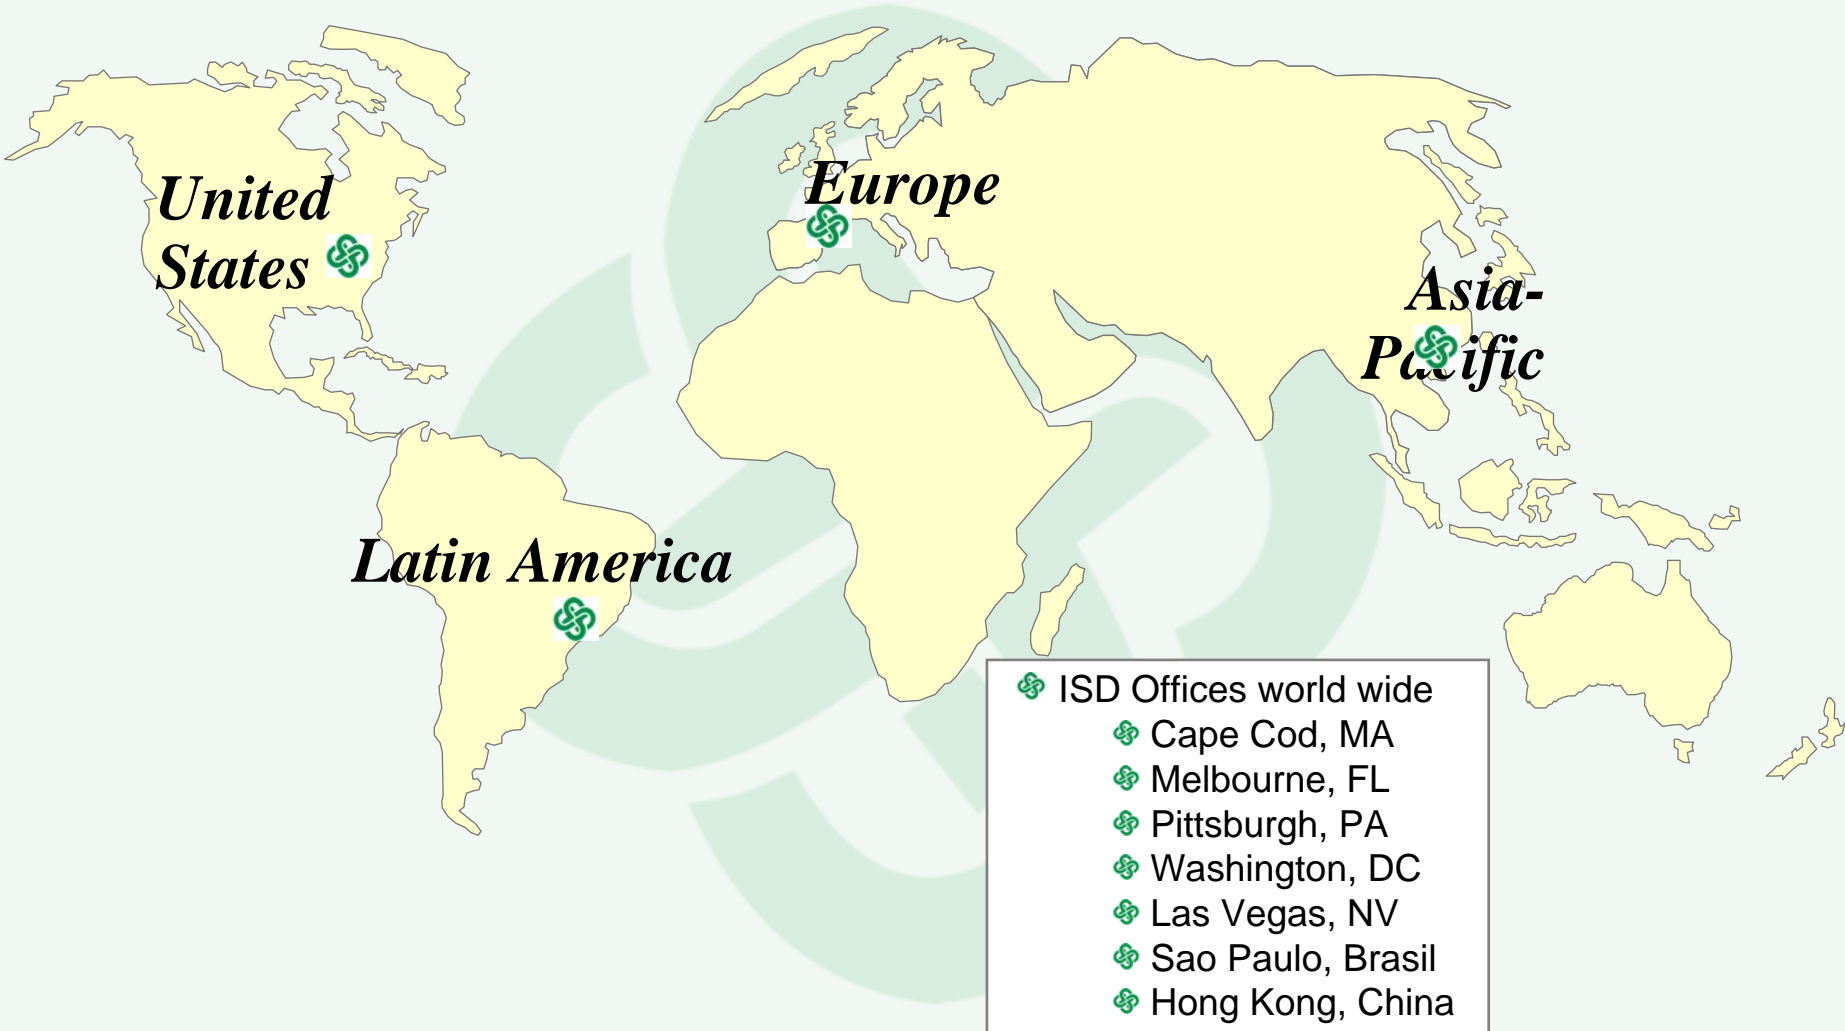 United
States
Europe
Asia-
Pacific
Latin America
ISD Offices world wide
Cape Cod, MA
Melbourne, FL
Pittsburgh, PA
Washington, DC
Las Vegas, NV
Sao Paulo, Brasil
Hong Kong, China